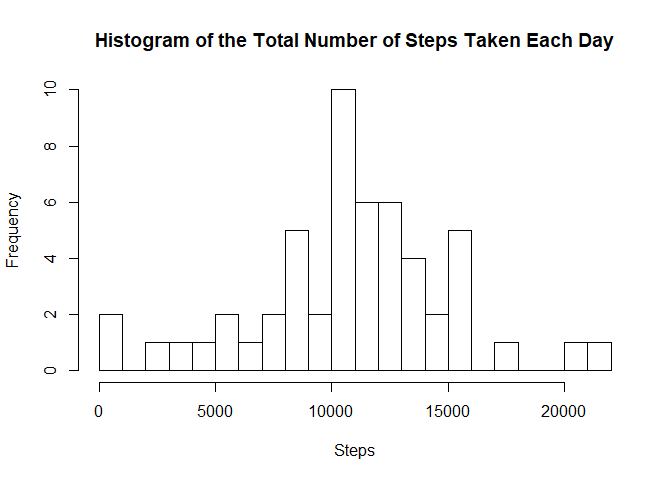 Histogram of the Total Number of Steps Taken Each Day
Frequency
10
8
6
4
2
0
0 5000 10000 15000 20000
Steps